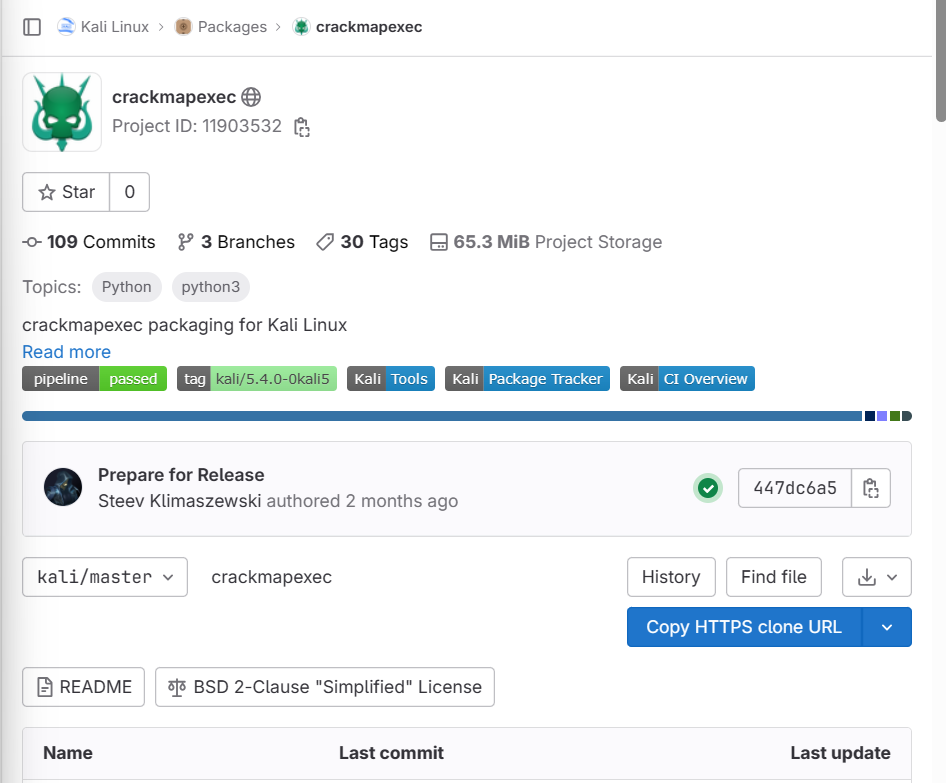 Kali Linux > Packages > crackmapexec
crackmapexec
Project ID: 11903532
Star 0
109 Commits 3 Branches 30 Tags 65.3 MiB Project Storage
Topics: Python python3
crackmapexec packaging for Kali Linux
Read more
pipeline passed tag kali/5.4.0-0kali5 Kali Tools Kali Package Tracker Kali CI Overview
Prepare for Release
Steev Klimaszewski authored 2 months ago
447dc6a5
kali/master crackmapexec History Find file
Copy HTTPS clone URL
README BSD 2-Clause "Simplified" License
Name Last commit Last update